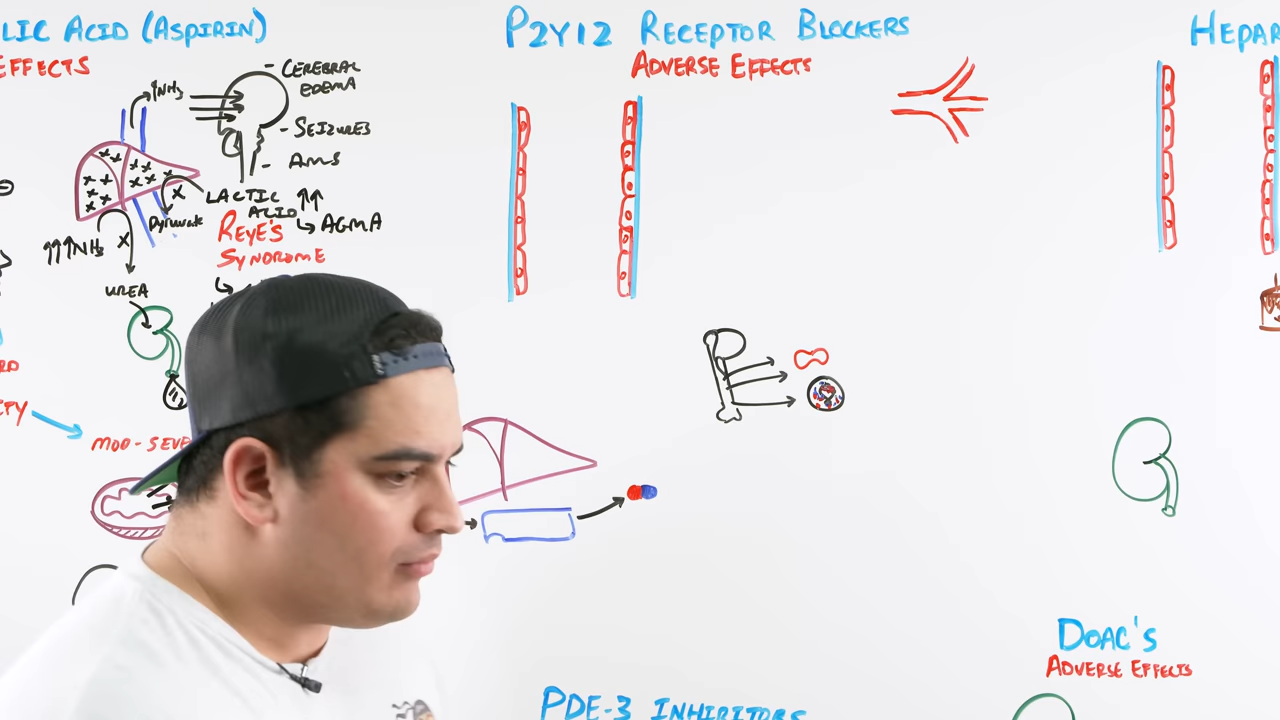 LIC ACID (ASPIRIN)
EFFECTS
↑NH3
- CEREBRAL
EDEMA
- SEIZURES
- AMS
LACTIC ↑↑
ACID
↳ AGMA
Pyruvate
REYE'S
SYNDROME
↑↑↑NH3
UREA
MOD - SEVE
P2Y12 RECEPTOR BLOCKERS
ADVERSE EFFECTS
HEPAR
DOAC'S
ADVERSE EFFECTS
PDE-3 INHIBITORS